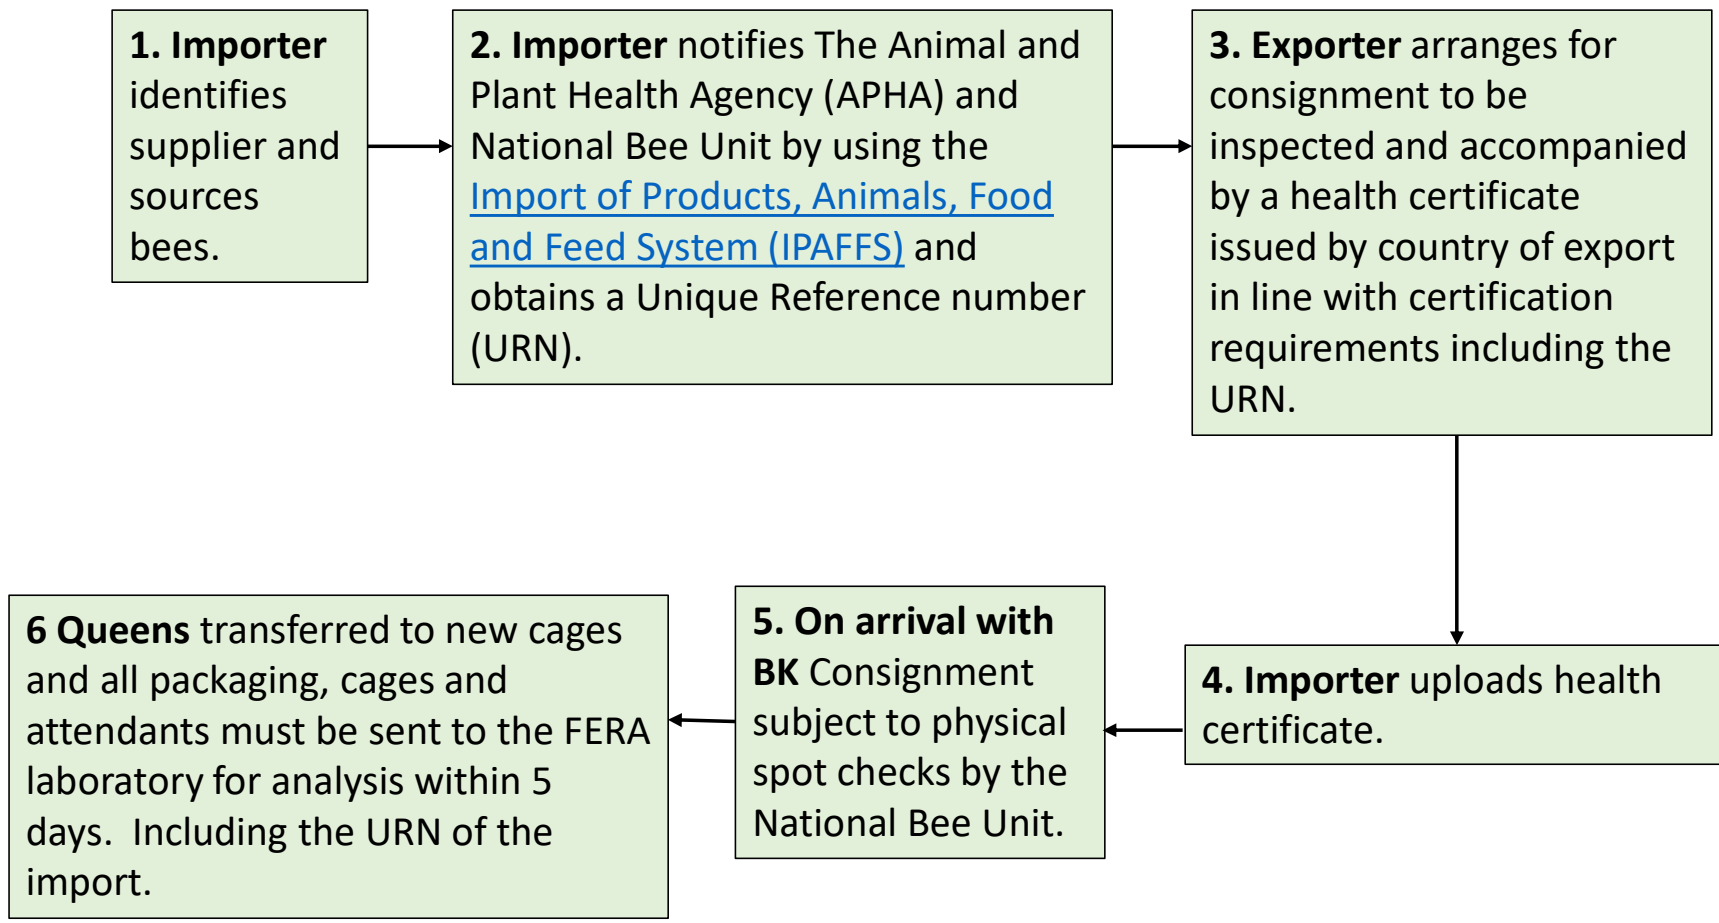 1. Importer
identifies
supplier and
sources
bees.
2. Importer notifies The Animal and
Plant Health Agency (APHA) and
National Bee Unit by using the
Import of Products, Animals, Food
and Feed System (IPAFFS) and
obtains a Unique Reference number
(URN).
3. Exporter arranges for
consignment to be
inspected and accompanied
by a health certificate
issued by country of export
in line with certification
requirements including the
URN.
4. Importer uploads health
certificate.
5. On arrival with
BK Consignment
subject to physical
spot checks by the
National Bee Unit.
6 Queens transferred to new cages
and all packaging, cages and
attendants must be sent to the FERA
laboratory for analysis within 5
days.  Including the URN of the
import.